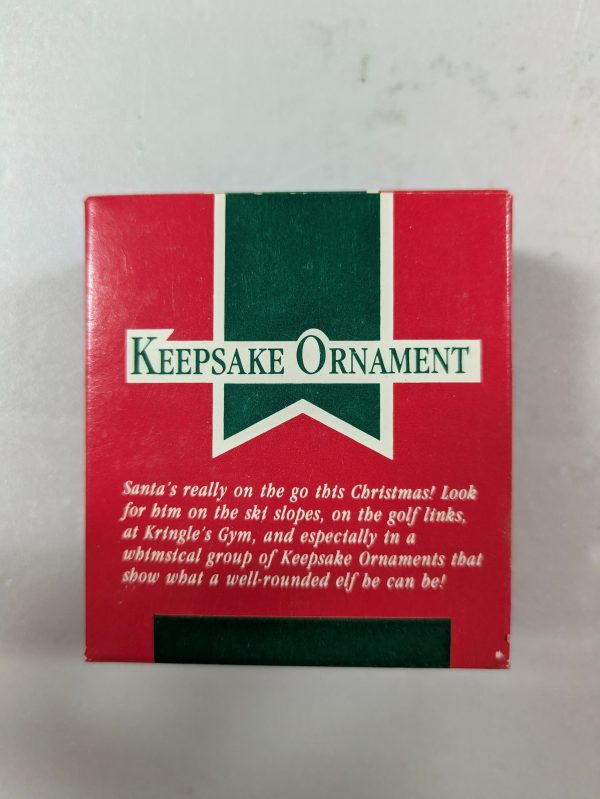 KEEPSAKE ORNAMENT
Santa's really on the go this Christmas! Look
for him on the ski slopes, on the golf links,
at Kringle's Gym, and especially in a
whimsical group of Keepsake Ornaments that
show what a well-rounded elf he can be!